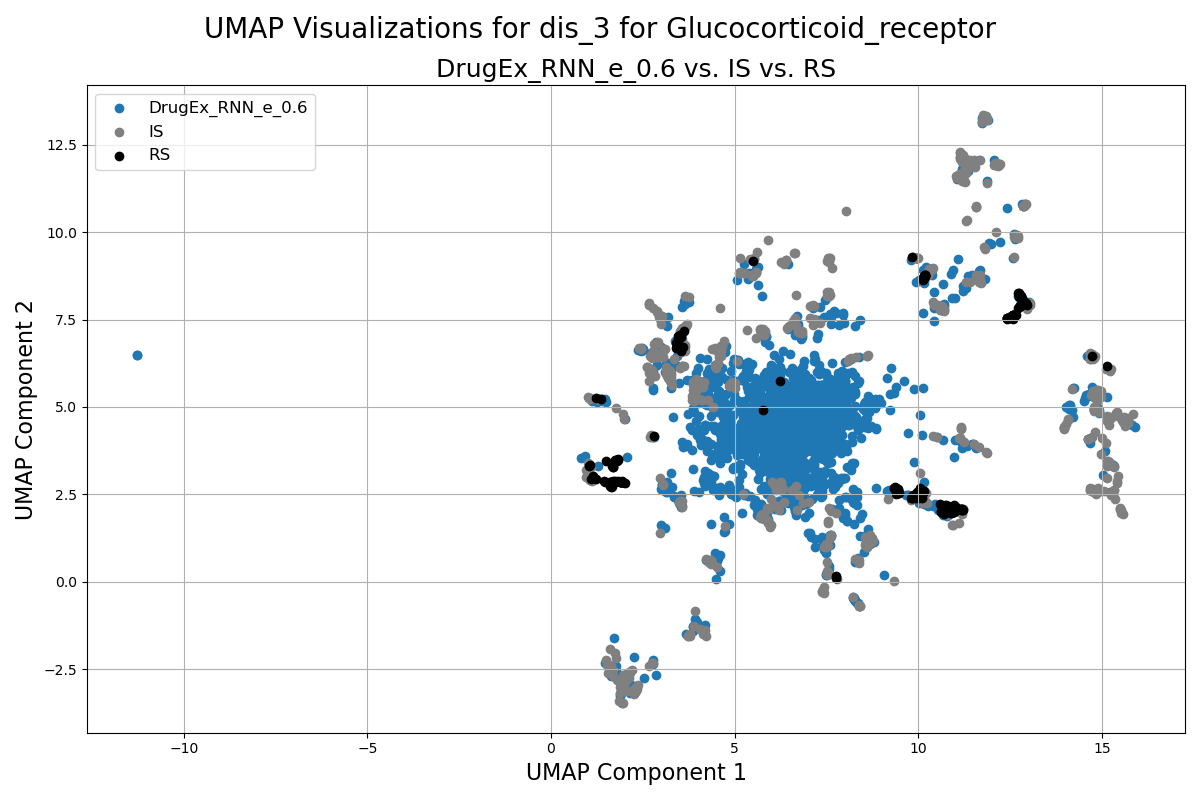 UMAP Visualizations for dis_3 for Glucocorticoid_receptor
DrugEx_RNN_e_0.6 vs. IS vs. RS
DrugEx_RNN_e_0.6
IS
RS
UMAP Component 2
12.5
10.0
7.5
5.0
2.5
0.0
−2.5
−10
−5
0
5
10
15
UMAP Component 1